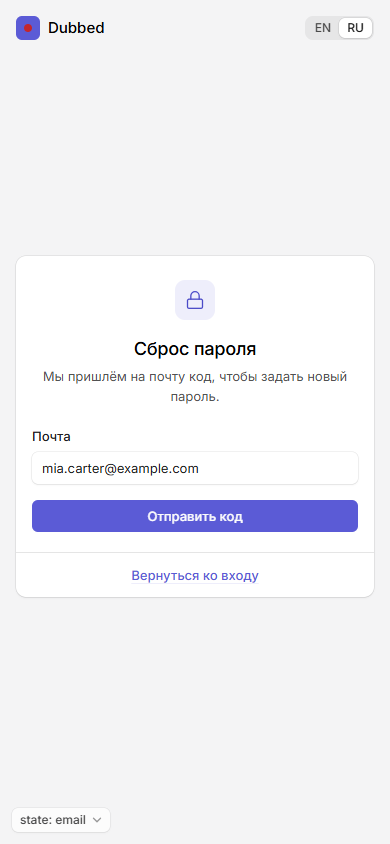 Dubbed
EN RU
Сброс пароля
Мы пришлём на почту код, чтобы задать новый
пароль.
Почта
mia.carter@example.com
Отправить код
Вернуться ко входу
state: email